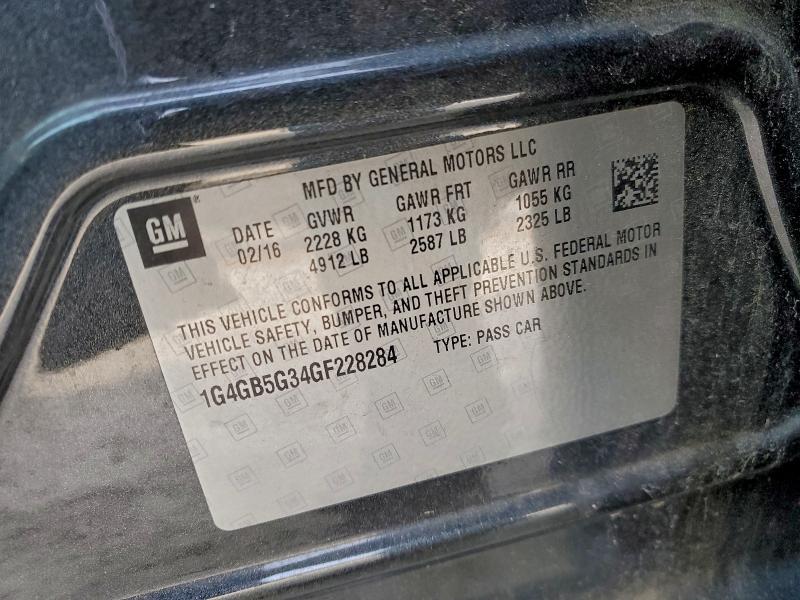 MFD BY GENERAL MOTORS LLC
GM
DATE GVWR GAWR FRT GAWR RR
02/16 2228 KG 1173 KG 1055 KG
4912 LB 2587 LB 2325 LB
THIS VEHICLE CONFORMS TO ALL APPLICABLE U.S. FEDERAL MOTOR
VEHICLE SAFETY, BUMPER, AND THEFT PREVENTION STANDARDS IN
EFFECT ON THE DATE OF MANUFACTURE SHOWN ABOVE.
1G4GB5G34GF228284 TYPE: PASS CAR